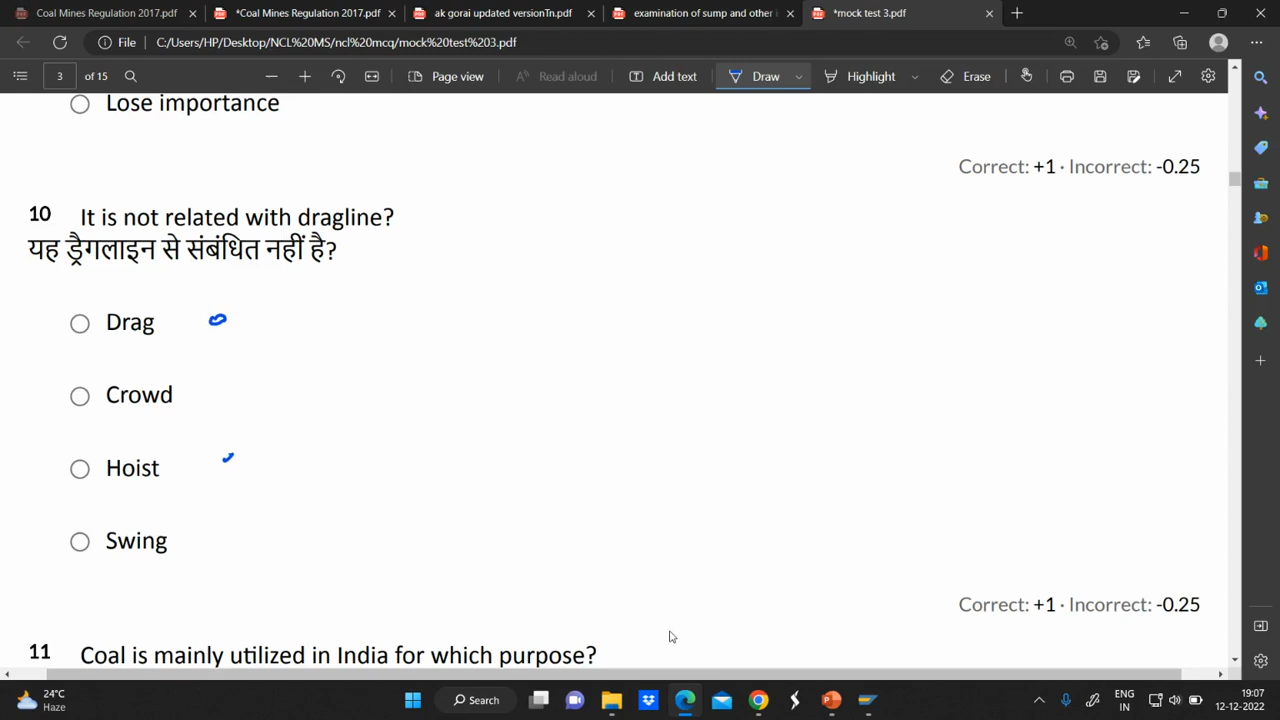 Coal Mines Regulation 2017.pdf
*Coal Mines Regulation 2017.pdf
ak gorai updated versionTn.pdf
examination of sump and other i
*mock test 3.pdf
File
C:/Users/HP/Desktop/NCL%20MS/ncl%20mcq/mock%20test%203.pdf
3 of 15
Page view
Read aloud
Add text
Draw
Highlight
Erase
Lose importance
Correct: +1 · Incorrect: -0.25
10 It is not related with dragline?
यह ड्रैगलाइन से संबंधित नहीं है?
Drag
Crowd
Hoist
Swing
Correct: +1 · Incorrect: -0.25
11 Coal is mainly utilized in India for which purpose?
24°C
Haze
Search
ENG
IN
19:07
12-12-2022